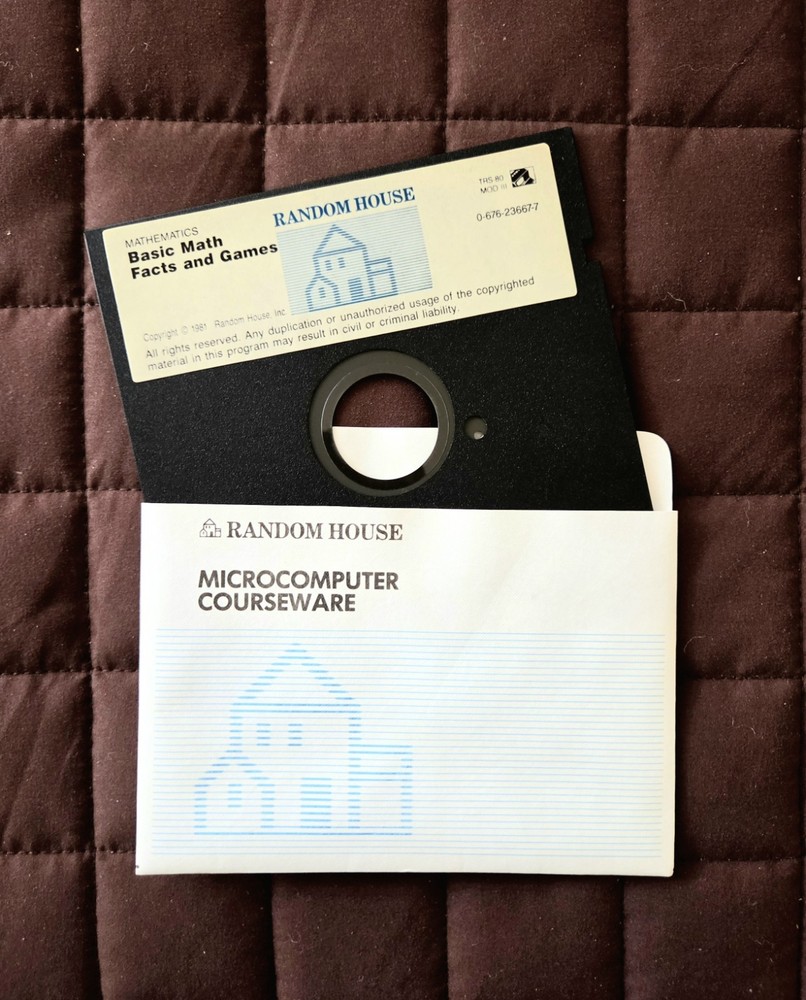 MATHEMATICS
Basic Math
Facts and Games
RANDOM HOUSE
TRS-80
MOD III
0-676-23667-7
Copyright © 1981 Random House, Inc.
All rights reserved. Any duplication or unauthorized usage of the copyrighted
material in this program may result in civil or criminal liability.
RANDOM HOUSE
MICROCOMPUTER
COURSEWARE